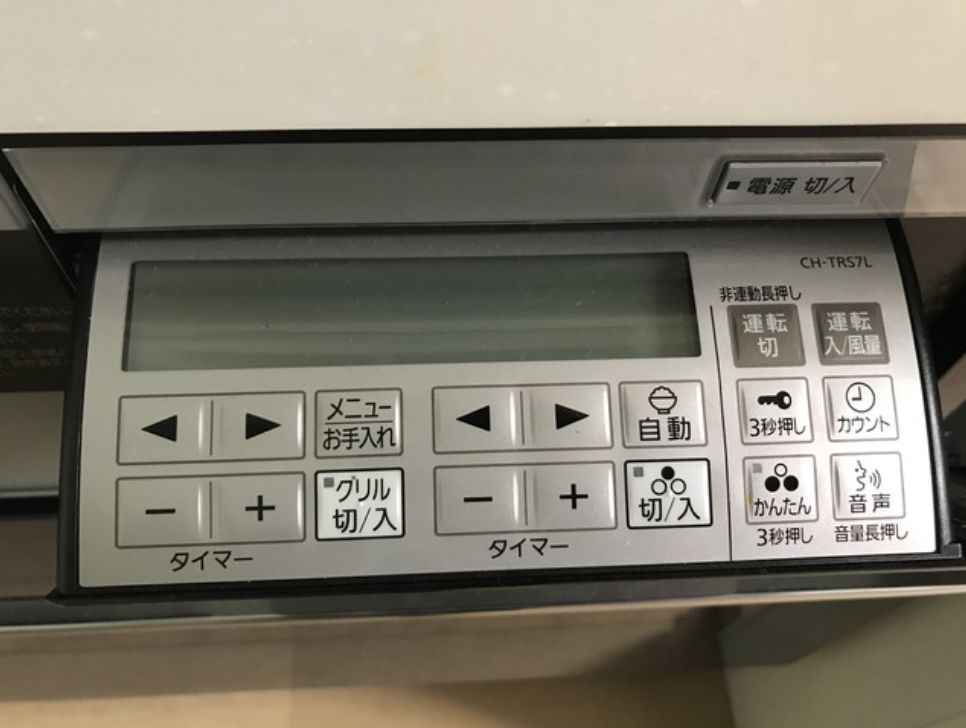 電源 切/入
CH-TRS7L
非連動長押し
運転
切
運転
入/風量
メニュー
お手入れ
自動
3秒押し
カウント
グリル
切/入
切/入
かんたん
音声
タイマー
タイマー
3秒押し
音量長押し